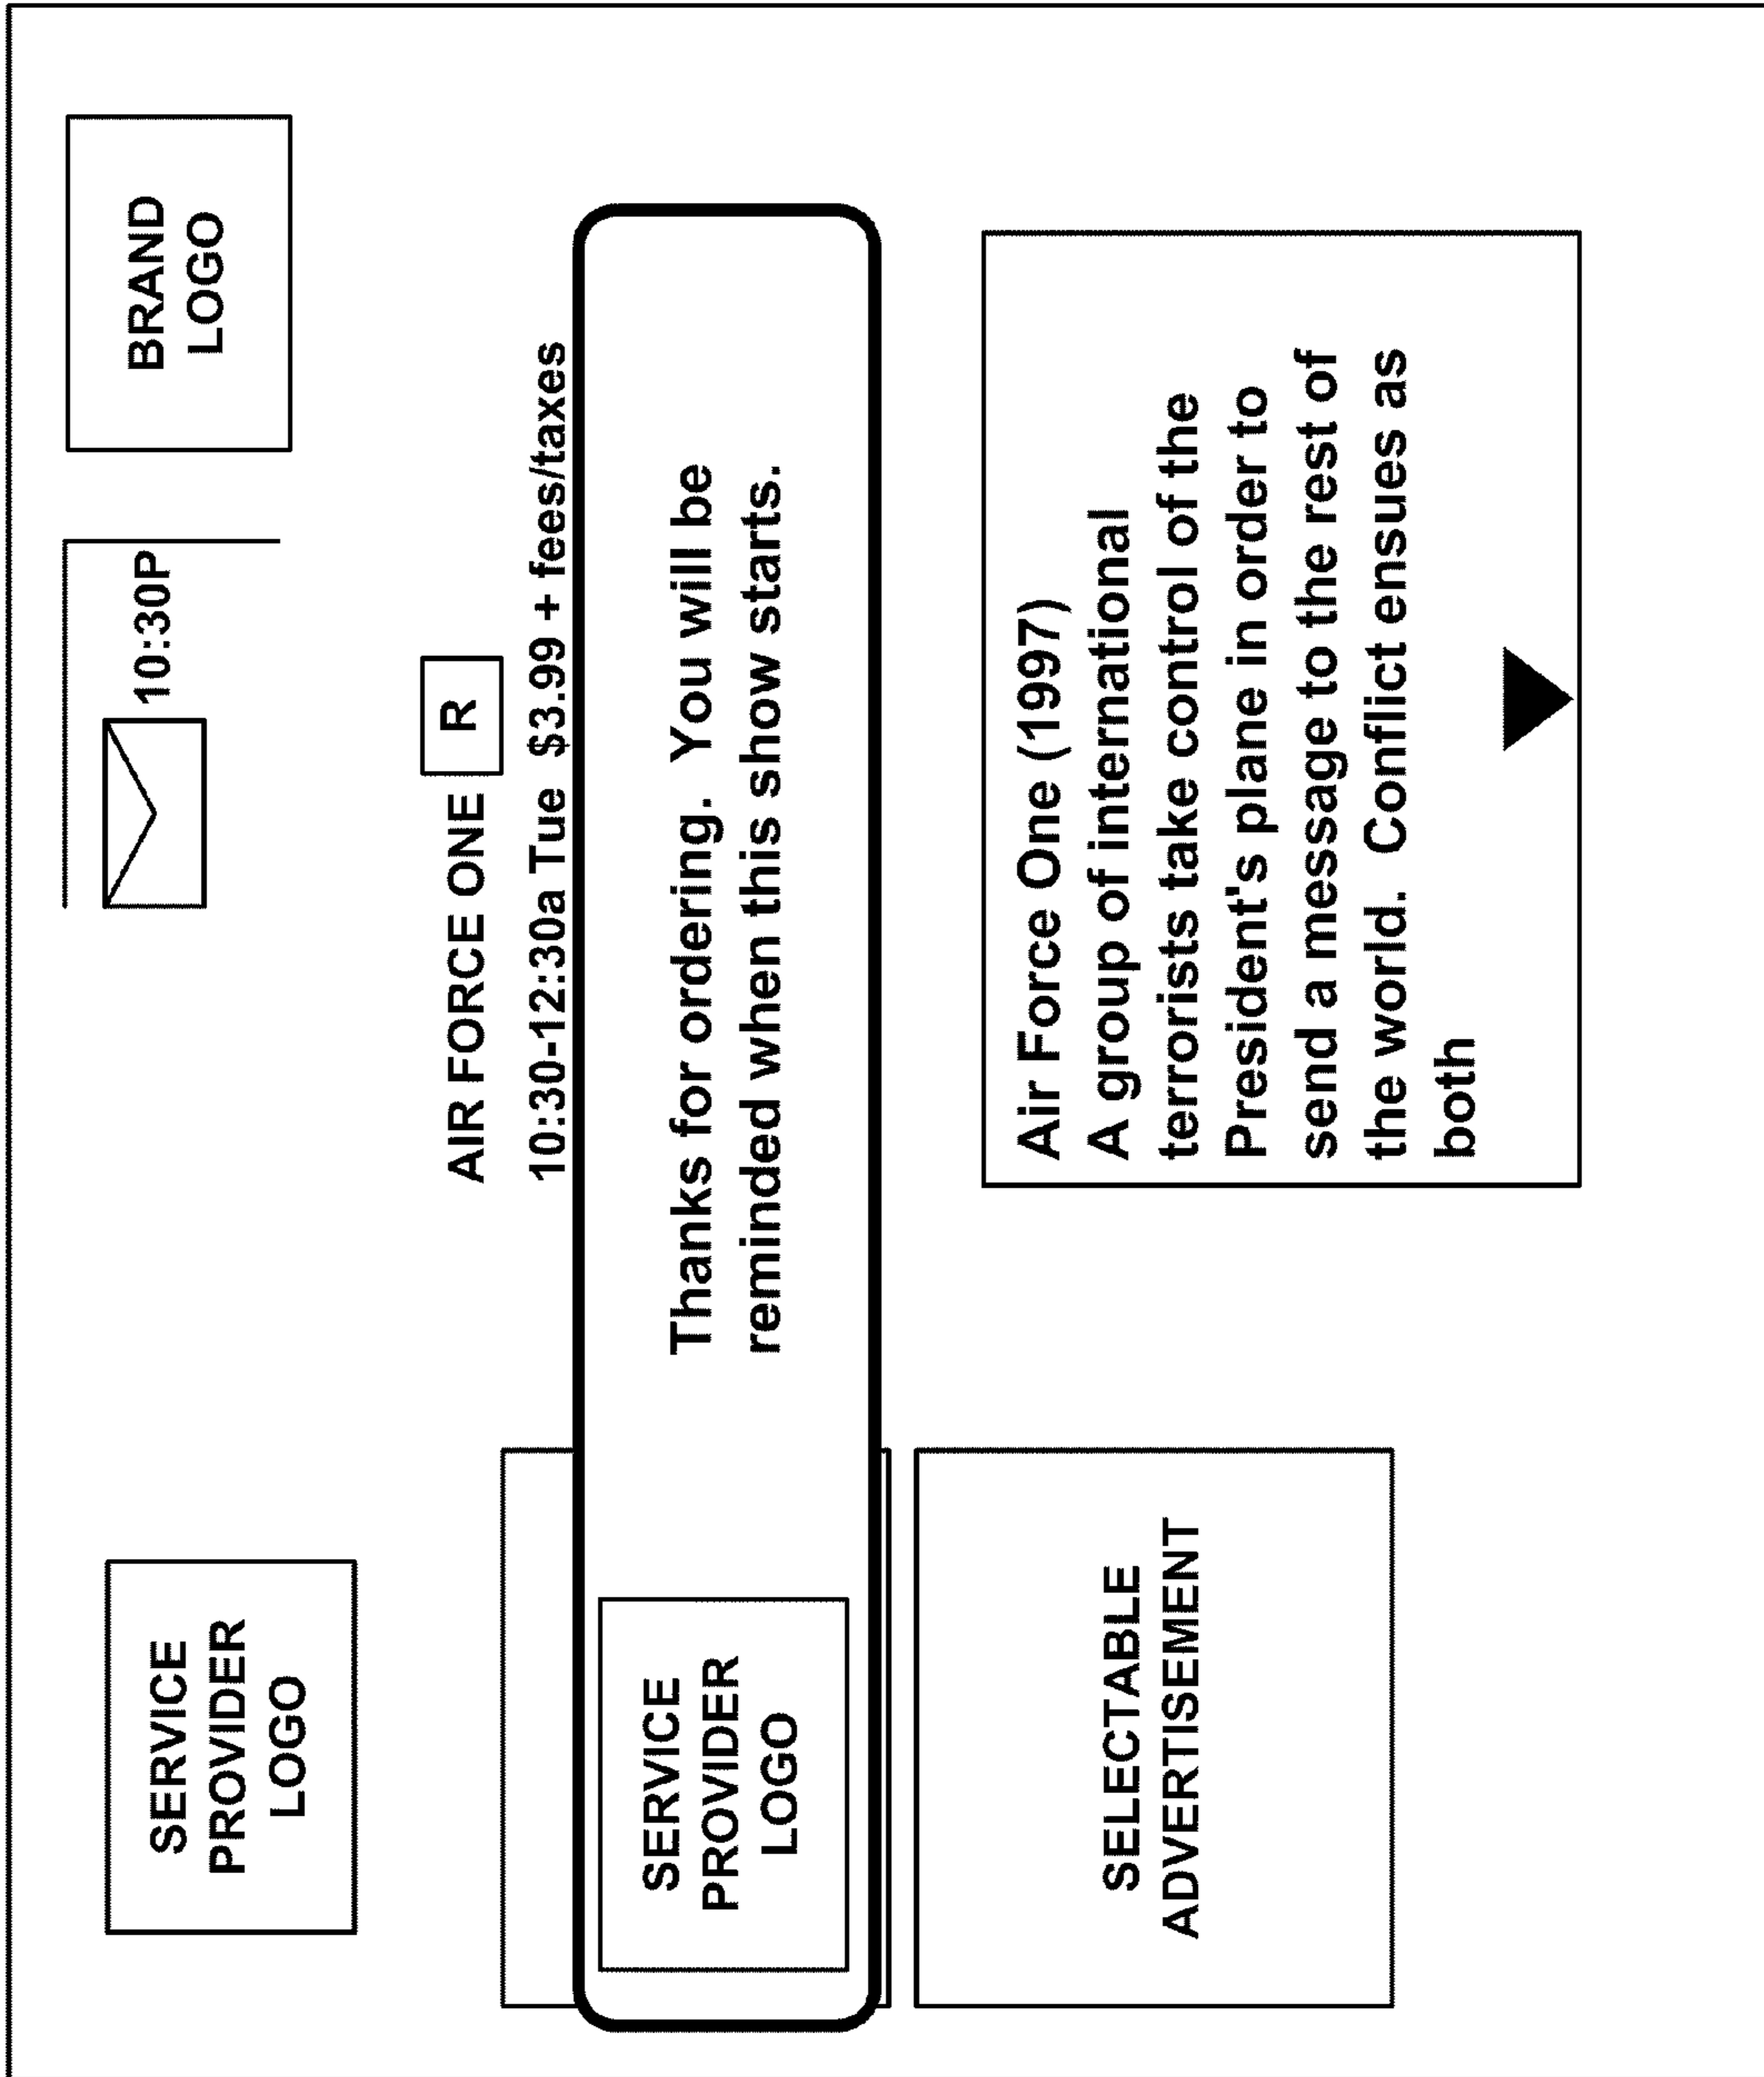 SERVICE
PROVIDER
LOGO
10:30P
BRAND
LOGO
AIR FORCE ONE R
10:30-12:30a Tue $3.99 + fees/taxes
SERVICE
PROVIDER
LOGO
Thanks for ordering. You will be
reminded when this show starts.
SELECTABLE
ADVERTISEMENT
Air Force One (1997)
A group of international
terrorists take control of the
President's plane in order to
send a message to the rest of
the world. Conflict ensues as
both